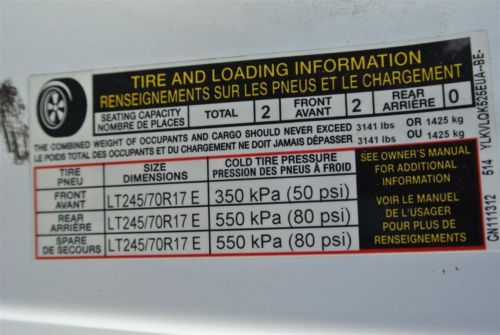 TIRE AND LOADING INFORMATION
RENSEIGNEMENTS SUR LES PNEUS ET LE CHARGEMENT
SEATING CAPACITY
NOMBRE DE PLACES
TOTAL 2
FRONT
AVANT 2
REAR
ARRIÈRE 0
THE COMBINED WEIGHT OF OCCUPANTS AND CARGO SHOULD NEVER EXCEED 3141 lbs OR 1425 kg
LE POIDS TOTAL DES OCCUPANTS ET DU CHARGEMENT NE DOIT JAMAIS DÉPASSER 3141 lbs OU 1425 kg
TIRE
PNEU
SIZE
DIMENSIONS
COLD TIRE PRESSURE
PRESSION DES PNEUS À FROID
FRONT
AVANT
LT245/70R17 E
350 kPa (50 psi)
REAR
ARRIÈRE
LT245/70R17 E
550 kPa (80 psi)
SPARE
DE SECOURS
LT245/70R17 E
550 kPa (80 psi)
SEE OWNER'S MANUAL
FOR ADDITIONAL
INFORMATION
VOIR LE MANUEL
DE L'USAGER
POUR PLUS DE
RENSEIGNEMENTS
CN111312 514 YLKVLQK525EUA--BE-